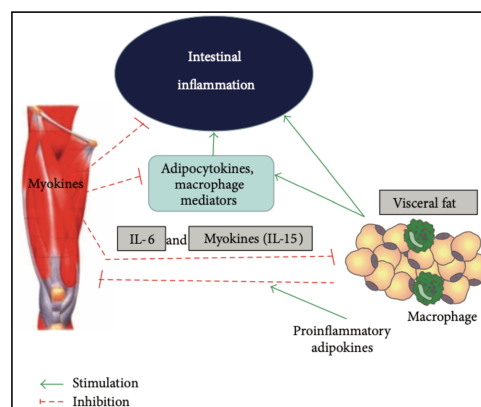 Intestinal
inflammation
Myokines
Adipocytokines,
macrophage
mediators
Visceral fat
IL-6 and Myokines (IL-15)
Macrophage
Proinflammatory
adipokines
Stimulation
Inhibition